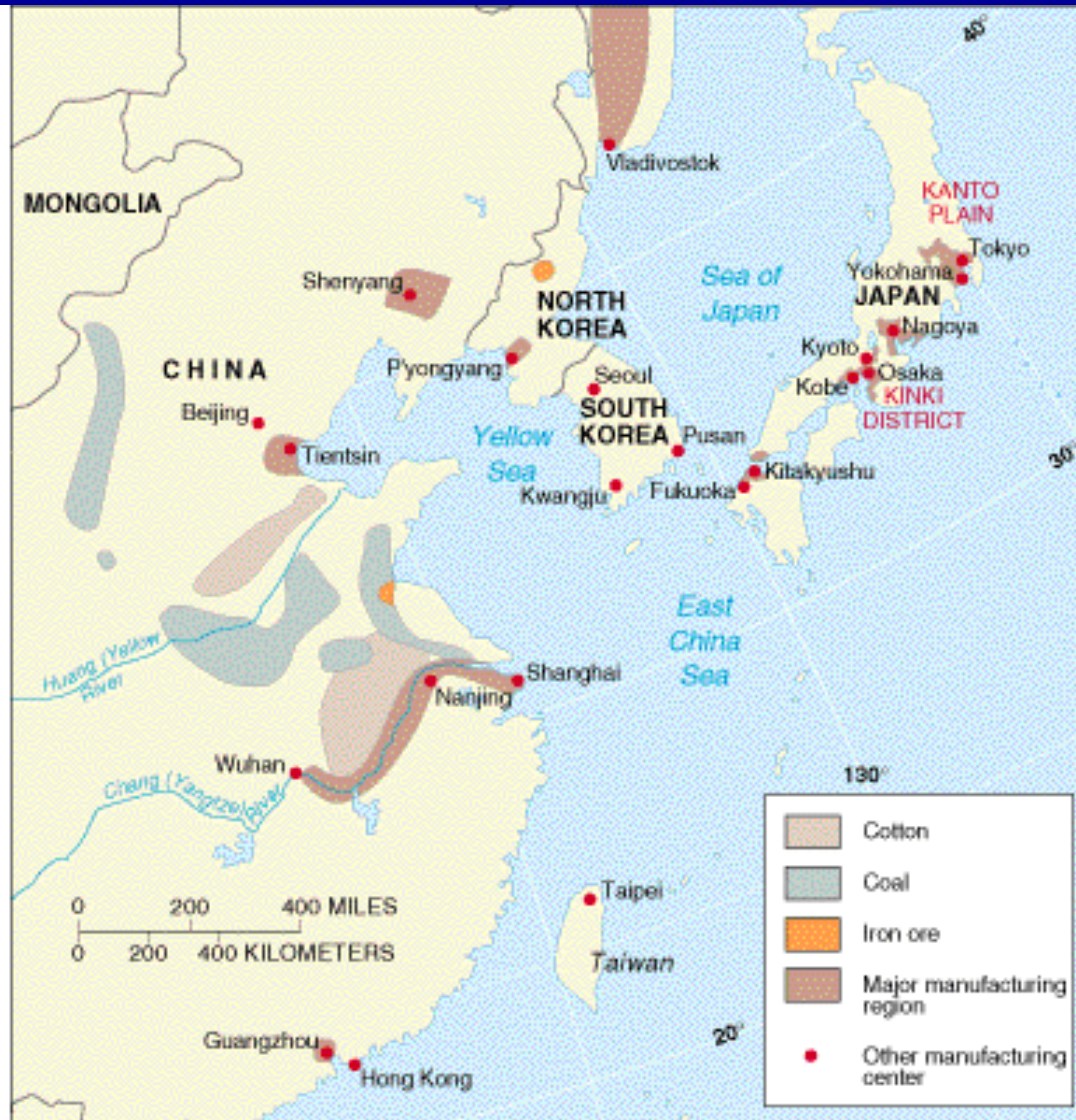 40°
Vladivostok
MONGOLIA
KANTO
PLAIN
Tokyo
Yokohama
JAPAN
Sea of
Japan
Shenyang
NORTH
KOREA
Nagoya
Kyoto
CHINA
P'yongyang
Seoul
Osaka
Kobe
KINKI
DISTRICT
Beijing
SOUTH
KOREA
Pusan
Yellow
Sea
Tientsin
30°
Kitakyushu
Kwangju
Fukuoka
East
China
Sea
Huang (Yellow
River
Shanghai
Nanjing
Wuhan
Chang (Yangtze)River
130°
Cotton
Coal
Iron ore
Major manufacturing
region
Other manufacturing
center
0 200 400 MILES
0 200 400 KILOMETERS
Taipei
Taiwan
20°
Guangzhou
Hong Kong